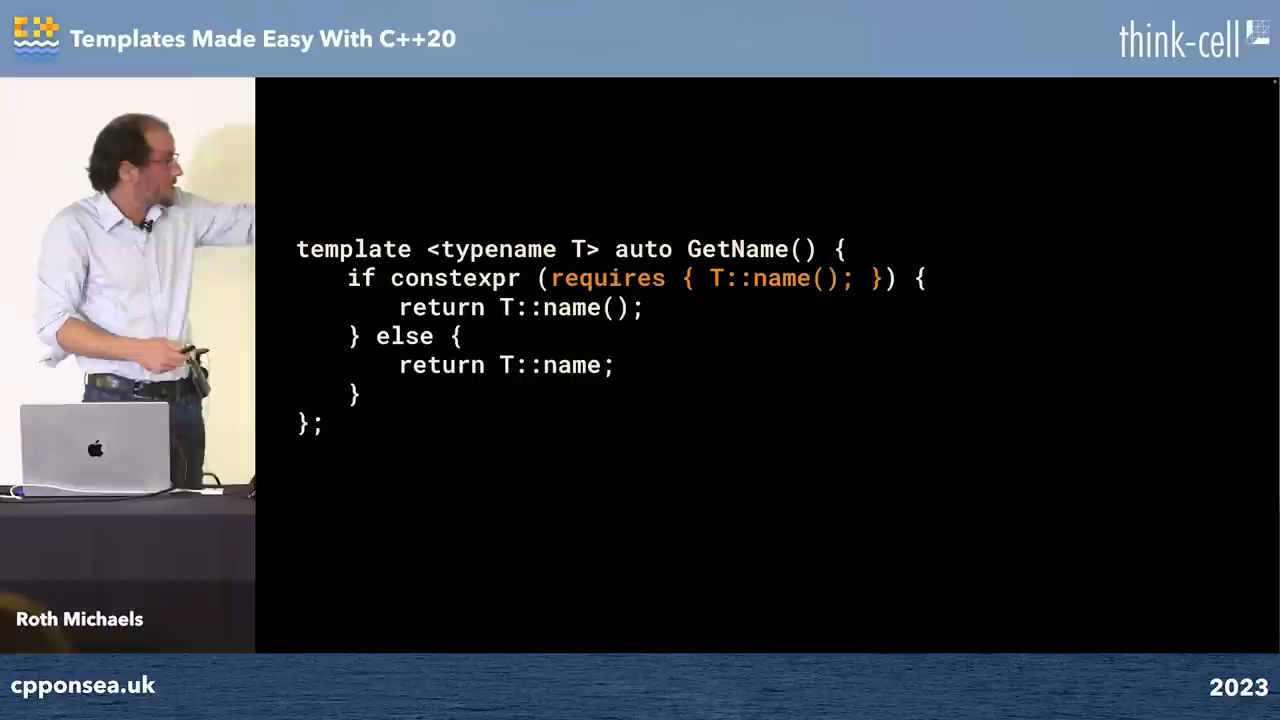 Templates Made Easy With C++20
think-cell
template <typename T> auto GetName() {
if constexpr (requires { T::name(); }) {
return T::name();
} else {
return T::name;
}
};
Roth Michaels
cpponsea.uk
2023